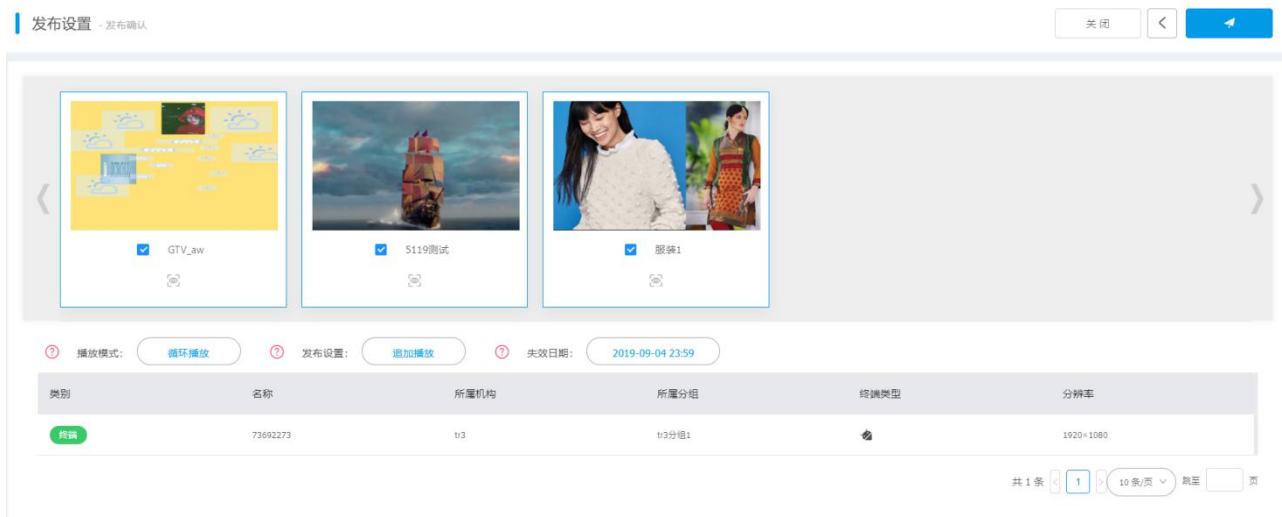 发布设置 - 发布确认
关 闭
GTV_aw
5119测试
服装1
播放模式： 循环播放 发布设置： 追加播放 失效日期： 2019-09-04 23:59
类别 名称 所属机构 所属分组 终端类型 分辨率
终端 73692273 tr3 tr3分组1 1920×1080
共 1 条 1 10 条/页 跳至 页